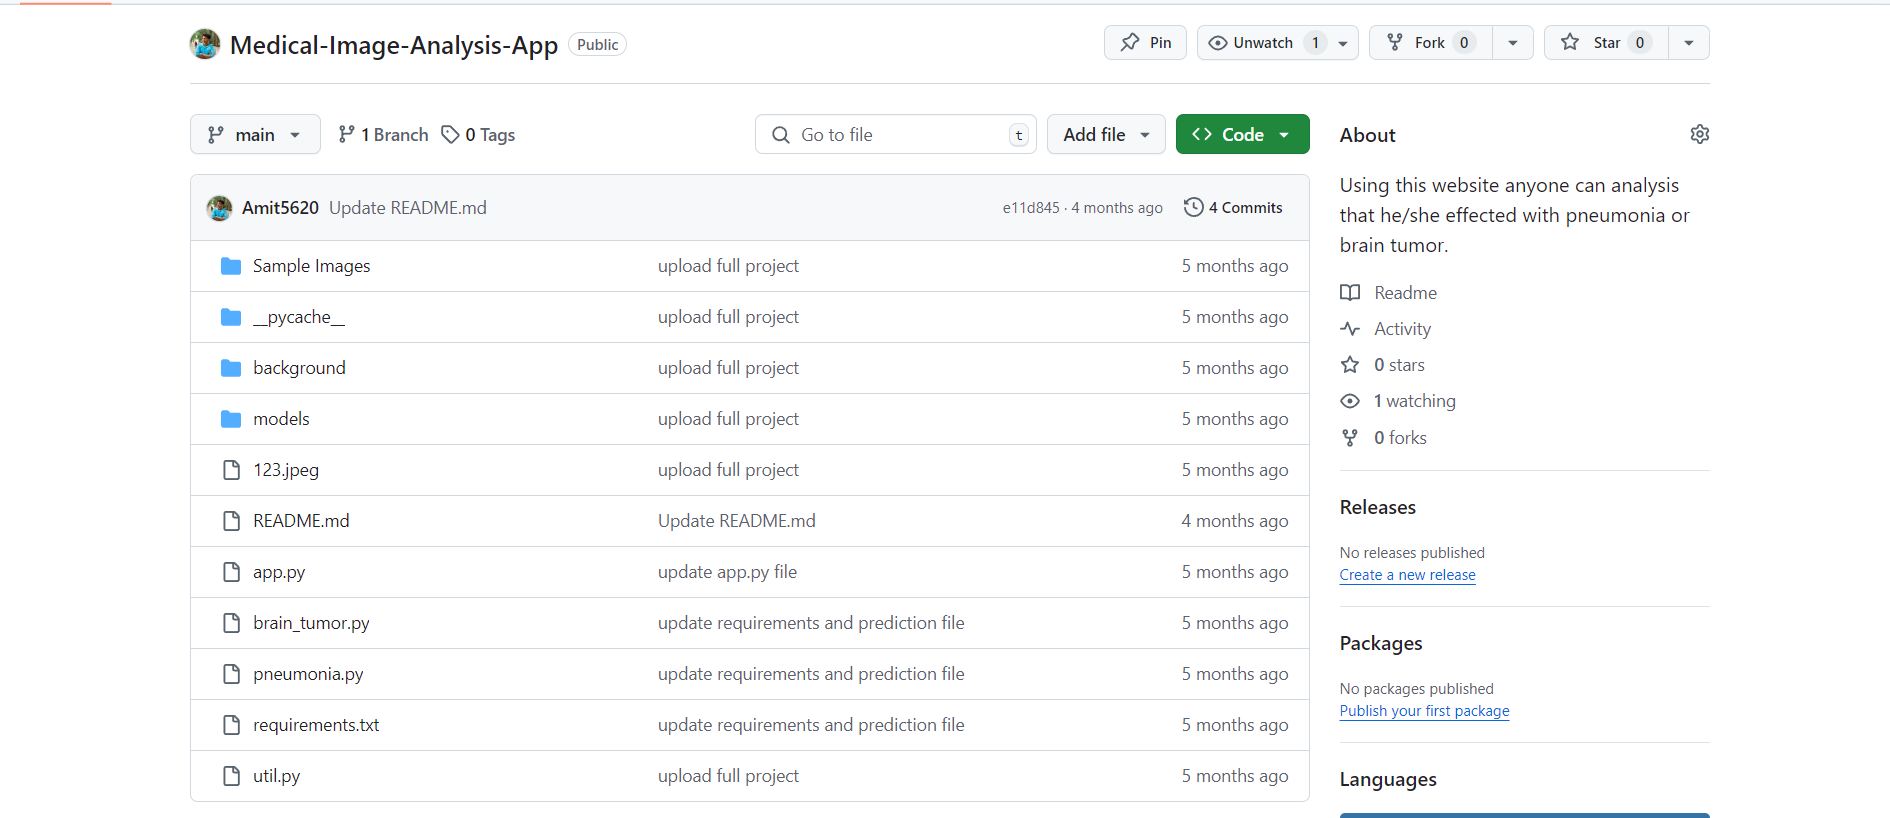 Medical-Image-Analysis-App Public
Pin
Unwatch 1
Fork 0
Star 0
main
1 Branch
0 Tags
Go to file
t
Add file
Code
Amit5620 Update README.md
e11d845 · 4 months ago
4 Commits
Sample Images upload full project 5 months ago
__pycache__ upload full project 5 months ago
background upload full project 5 months ago
models upload full project 5 months ago
123.jpeg upload full project 5 months ago
README.md Update README.md 4 months ago
app.py update app.py file 5 months ago
brain_tumor.py update requirements and prediction file 5 months ago
pneumonia.py update requirements and prediction file 5 months ago
requirements.txt update requirements and prediction file 5 months ago
util.py upload full project 5 months ago
About
Using this website anyone can analysis
that he/she effected with pneumonia or
brain tumor.
Readme
Activity
0 stars
1 watching
0 forks
Releases
No releases published
Create a new release
Packages
No packages published
Publish your first package
Languages